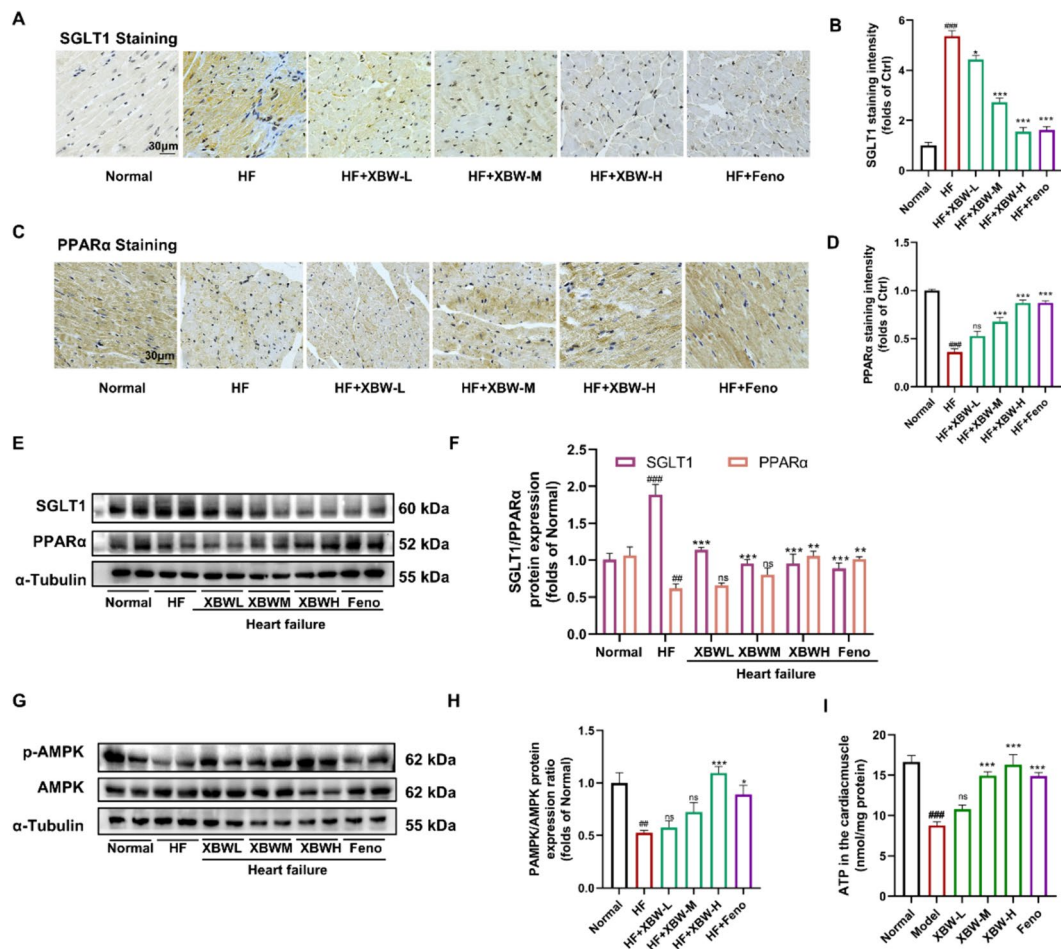 A
SGLT1 Staining
30μm
Normal HF HF+XBW-L HF+XBW-M HF+XBW-H HF+Feno
B
SGLT1 staining intensity
(folds of Ctrl)
8
6
4
2
0
###
*
***
***
***
Normal
HF
HF+XBW-L
HF+XBW-M
HF+XBW-H
HF+Feno
C
PPARα Staining
30μm
Normal HF HF+XBW-L HF+XBW-M HF+XBW-H HF+Feno
D
PPARα staining intensity
(folds of Ctrl)
1.5
1.0
0.5
0.0
###
ns
***
***
***
Normal
HF
HF+XBW-L
HF+XBW-M
HF+XBW-H
HF+Feno
E
SGLT1 60 kDa
PPARα 52 kDa
α-Tubulin 55 kDa
Normal HF XBWL XBWM XBWH Feno
Heart failure
F
SGLT1/PPARα
protein expression
(folds of Normal)
2.5
2.0
1.5
1.0
0.5
0.0
SGLT1 PPARα
###
##
***
ns
***
ns
***
**
***
**
Normal HF XBWL XBWM XBWH Feno
Heart failure
G
p-AMPK 62 kDa
AMPK 62 kDa
α-Tubulin 55 kDa
Normal HF XBWL XBWM XBWH Feno
Heart failure
H
PAMPK/AMPK protein
expression ratio
(folds of Normal)
1.5
1.0
0.5
0.0
##
ns
ns
***
*
Normal
HF
HF+XBW-L
HF+XBW-M
HF+XBW-H
HF+Feno
I
ATP in the cardiacmuscle
(nmol/mg protein)
20
15
10
5
0
###
ns
***
***
***
Normal
Model
XBW-L
XBW-M
XBW-H
Feno